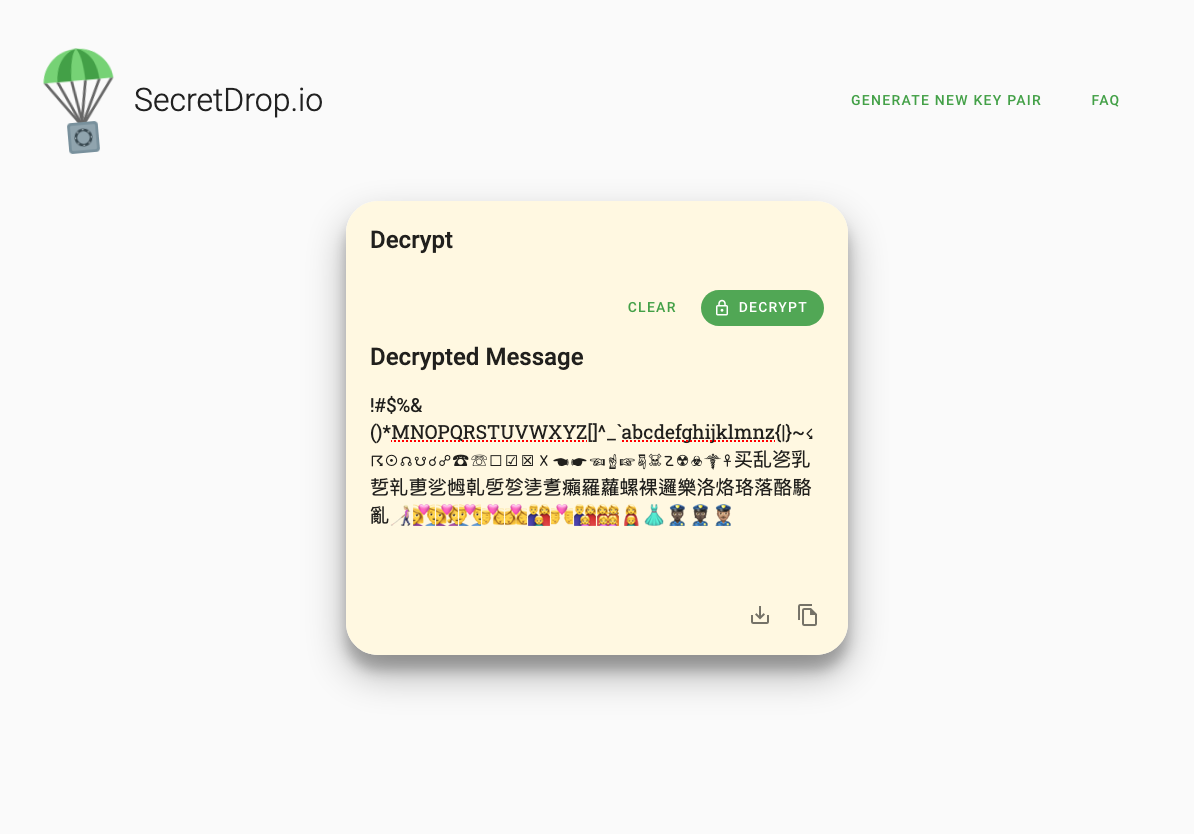 SecretDrop.io
GENERATE NEW KEY PAIR
FAQ
Decrypt
CLEAR
DECRYPT
Decrypted Message
!#$%&
()*MNOPQRSTUVWXYZ[]^_`abcdefghijklmnz{|}~☇
☈☉☊☋☌☍☎☏☐☑☒☓☚☛☜☝☞☟☠☡☢☣⚕⚨买乱乲乳
乴乵乶乷乸乹乺乻乼乽癩羅蘿螺裸邏樂洛烙珞落酪駱
亂